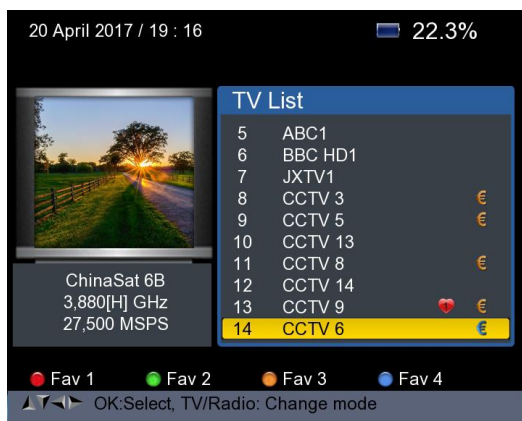 20 April 2017 / 19 : 16
22.3%
TV List
5 ABC1
6 BBC HD1
7 JXTV1
8 CCTV 3 €
9 CCTV 5 €
10 CCTV 13
11 CCTV 8 €
12 CCTV 14
13 CCTV 9 1 €
14 CCTV 6 €
ChinaSat 6B
3,880[H] GHz
27,500 MSPS
Fav 1 Fav 2 Fav 3 Fav 4
OK:Select, TV/Radio: Change mode